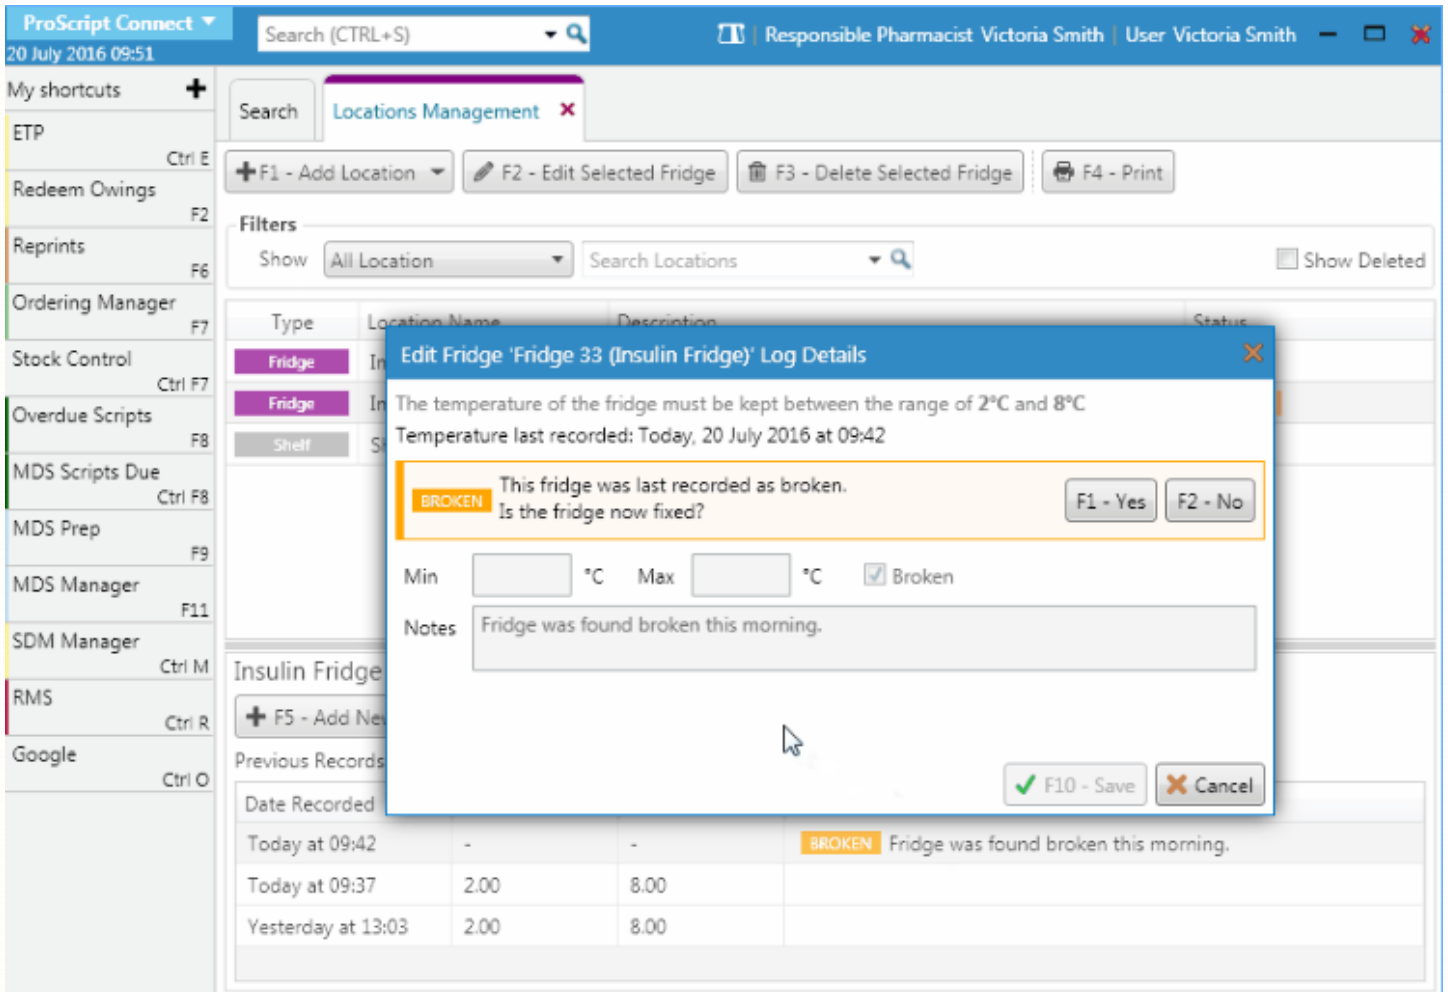 ProScript Connect
20 July 2016 09:51
Search (CTRL+S)
Responsible Pharmacist Victoria Smith | User Victoria Smith
My shortcuts
ETP
Ctrl E
Redeem Owings
F2
Reprints
F6
Ordering Manager
F7
Stock Control
Ctrl F7
Overdue Scripts
F8
MDS Scripts Due
Ctrl F8
MDS Prep
F9
MDS Manager
F11
SDM Manager
Ctrl M
RMS
Ctrl R
Google
Ctrl O
Search
Locations Management
F1 - Add Location
F2 - Edit Selected Fridge
F3 - Delete Selected Fridge
F4 - Print
Filters
Show
All Location
Search Locations
Show Deleted
Type
Location Name
Description
Status
Fridge
In
Fridge
In
Shelf
Edit Fridge 'Fridge 33 (Insulin Fridge)' Log Details
The temperature of the fridge must be kept between the range of 2°C and 8°C
Temperature last recorded: Today, 20 July 2016 at 09:42
BROKEN
This fridge was last recorded as broken.
Is the fridge now fixed?
F1 - Yes
F2 - No
Min
°C
Max
°C
Broken
Notes
Fridge was found broken this morning.
F10 - Save
Cancel
Insulin Fridge
F5 - Add Ne
Previous Records
Date Recorded
Today at 09:42 - - BROKEN Fridge was found broken this morning.
Today at 09:37 2.00 8.00
Yesterday at 13:03 2.00 8.00